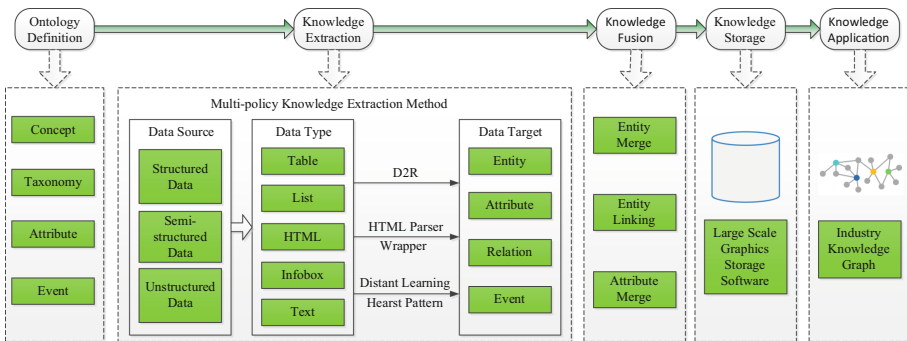 Ontology
Definition
Knowledge
Extraction
Knowledge
Fusion
Knowledge
Storage
Knowledge
Application
Concept
Taxonomy
Attribute
Event
Multi-policy Knowledge Extraction Method
Data Source
Structured
Data
Semi-
structured
Data
Unstructured
Data
Data Type
Table
List
HTML
Infobox
Text
D2R
HTML Parser
Wrapper
Distant Learning
Hearst Pattern
Data Target
Entity
Attribute
Relation
Event
Entity
Merge
Entity
Linking
Attribute
Merge
Large Scale
Graphics
Storage
Software
Industry
Knowledge
Graph